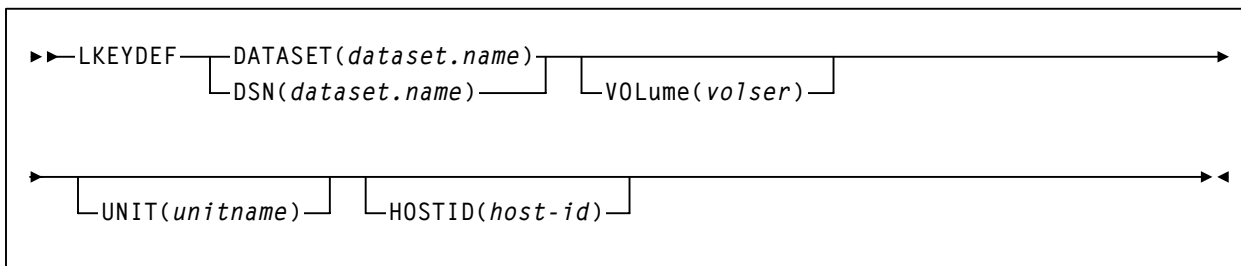 LKEYDEF DATASET(dataset.name)
DSN(dataset.name) VOLume(volser)
UNIT(unitname) HOSTID(host-id)